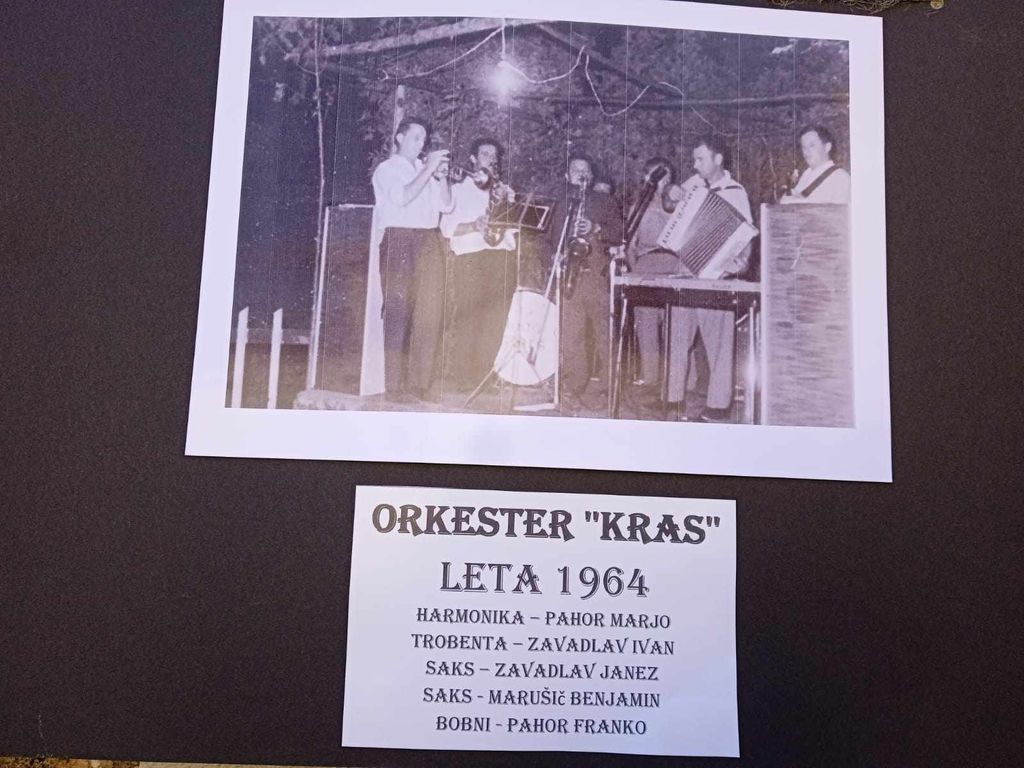 ORKESTER "KRAS"
LETA 1964
HARMONIKA – PAHOR MARJO
TROBENTA – ZAVADLAV IVAN
SAKS – ZAVADLAV JANEZ
SAKS - MARUŠIč BENJAMIN
BOBNI - PAHOR FRANKO